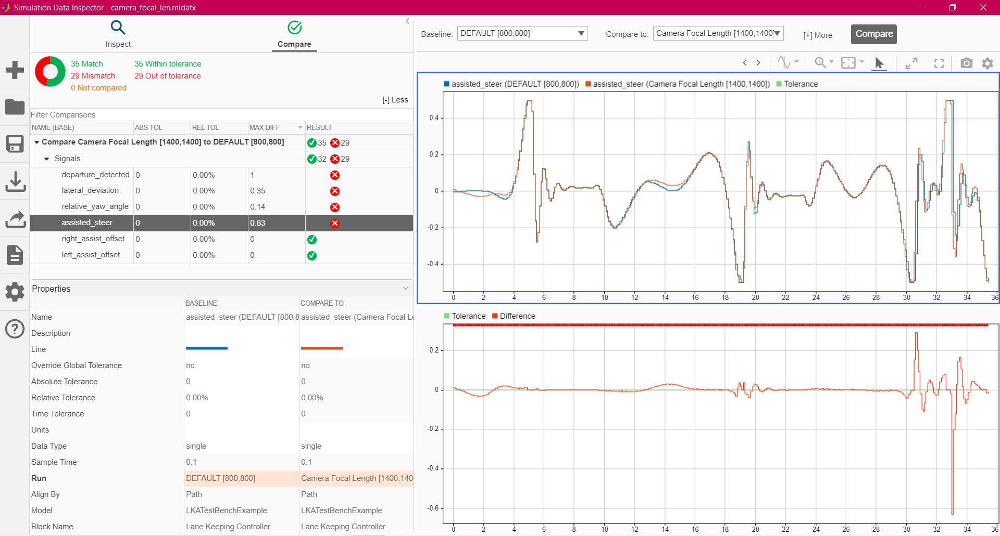 Simulation Data Inspector - camera_focal_len.mldatx
Inspect
Compare
35 Match
35 Within tolerance
29 Mismatch
29 Out of tolerance
0 Not compared
[-] Less
Filter Comparisons
NAME (BASE) ABS TOL REL TOL MAX DIFF RESULT
Compare Camera Focal Length [1400,1400] to DEFAULT [800,800] 35 29
Signals 32 29
departure_detected 0 0.00% 1
lateral_deviation 0 0.00% 0.35
relative_yaw_angle 0 0.00% 0.14
assisted_steer 0 0.00% 0.63
right_assist_offset 0 0.00% 0
left_assist_offset 0 0.00% 0
Properties
BASELINE COMPARE TO
Name assisted_steer (DEFAULT [800,8 assisted_steer (Camera Focal Le
Description
Line
Override Global Tolerance no no
Absolute Tolerance 0 0
Relative Tolerance 0.00% 0.00%
Time Tolerance 0 0
Units
Data Type single single
Sample Time 0.1 0.1
Run DEFAULT [800,800] Camera Focal Length [1400,140
Align By Path Path
Model LKATestBenchExample LKATestBenchExample
Block Name Lane Keeping Controller Lane Keeping Controller
Baseline: DEFAULT [800,800] Compare to: Camera Focal Length [1400,1400] [+] More Compare
assisted_steer (DEFAULT [800,800]) assisted_steer (Camera Focal Length [1400,1400]) Tolerance
0.4
0.2
0
-0.2
-0.4
0 2 4 6 8 10 12 14 16 18 20 22 24 26 28 30 32 34 36
Tolerance Difference
0.2
0
-0.2
-0.4
-0.6
0 2 4 6 8 10 12 14 16 18 20 22 24 26 28 30 32 34 36